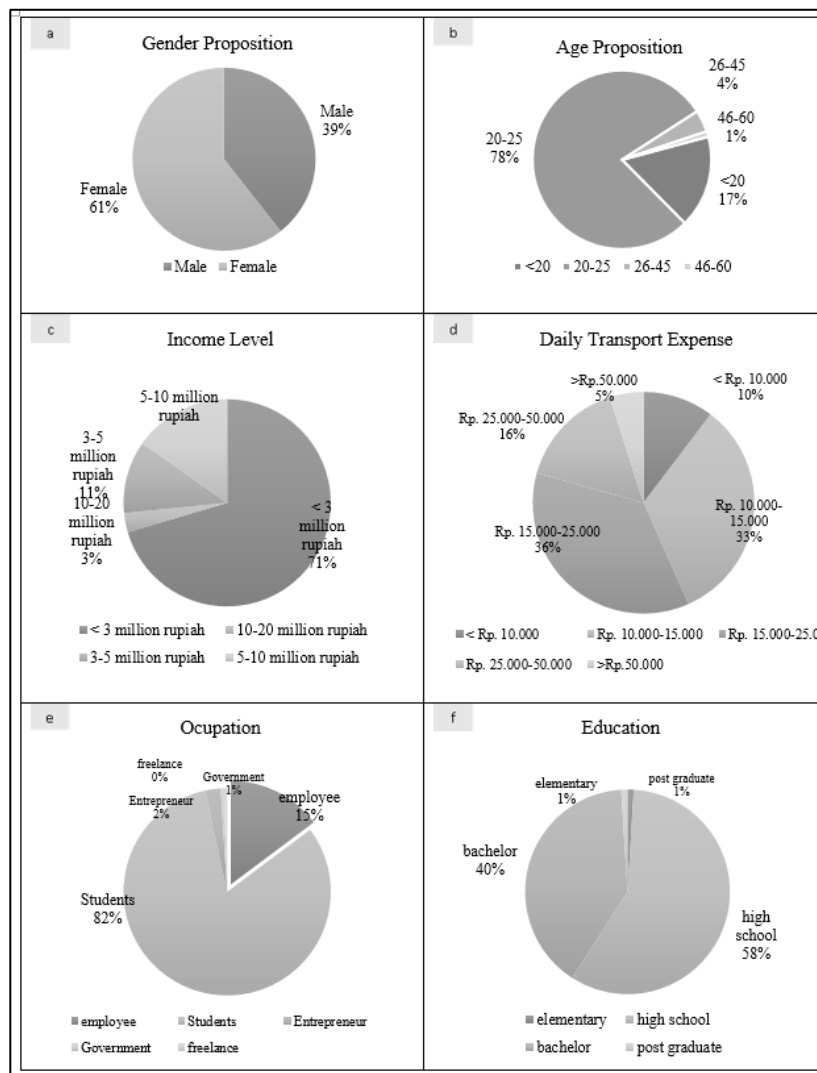 a
Gender Proposition
Male
39%
Female
61%
Male Female
b
Age Proposition
26-45
4%
46-60
1%
20-25
78%
<20
17%
<20 20-25 26-45 46-60
c
Income Level
5-10 million
rupiah
3-5
million
rupiah
11%
10-20
million
rupiah
3%
< 3
million
rupiah
71%
< 3 million rupiah 10-20 million rupiah
3-5 million rupiah 5-10 million rupiah
d
Daily Transport Expense
>Rp.50.000
5%
< Rp. 10.000
10%
Rp. 25.000-50.000
16%
Rp. 10.000-
15.000
33%
Rp. 15.000-25.000
36%
< Rp. 10.000 Rp. 10.000-15.000 Rp. 15.000-25.0
Rp. 25.000-50.000 >Rp.50.000
e
Ocupation
freelance
0%
Government
1%
Entrepreneur
2%
employee
15%
Students
82%
employee Students Entrepreneur
Government freelance
f
Education
elementary
1%
post graduate
1%
bachelor
40%
high
school
58%
elementary high school
bachelor post graduate